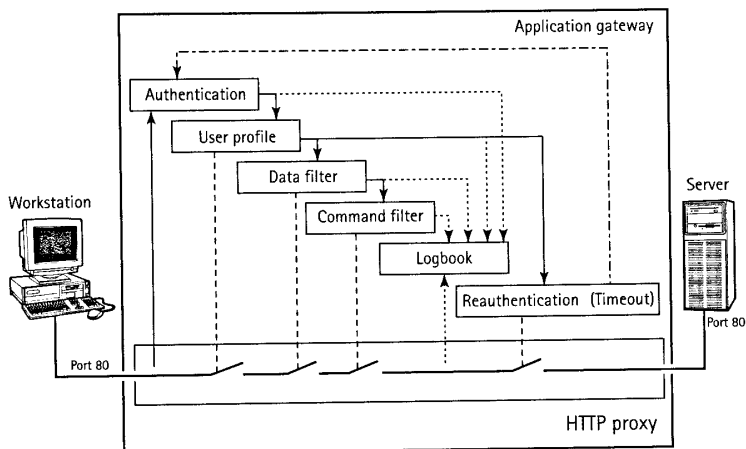 Application gateway
Authentication
User profile
Data filter
Server
Workstation
Command filter
Logbook
Reauthentication (Timeout)
Port 80
Port 80
HTTP proxy